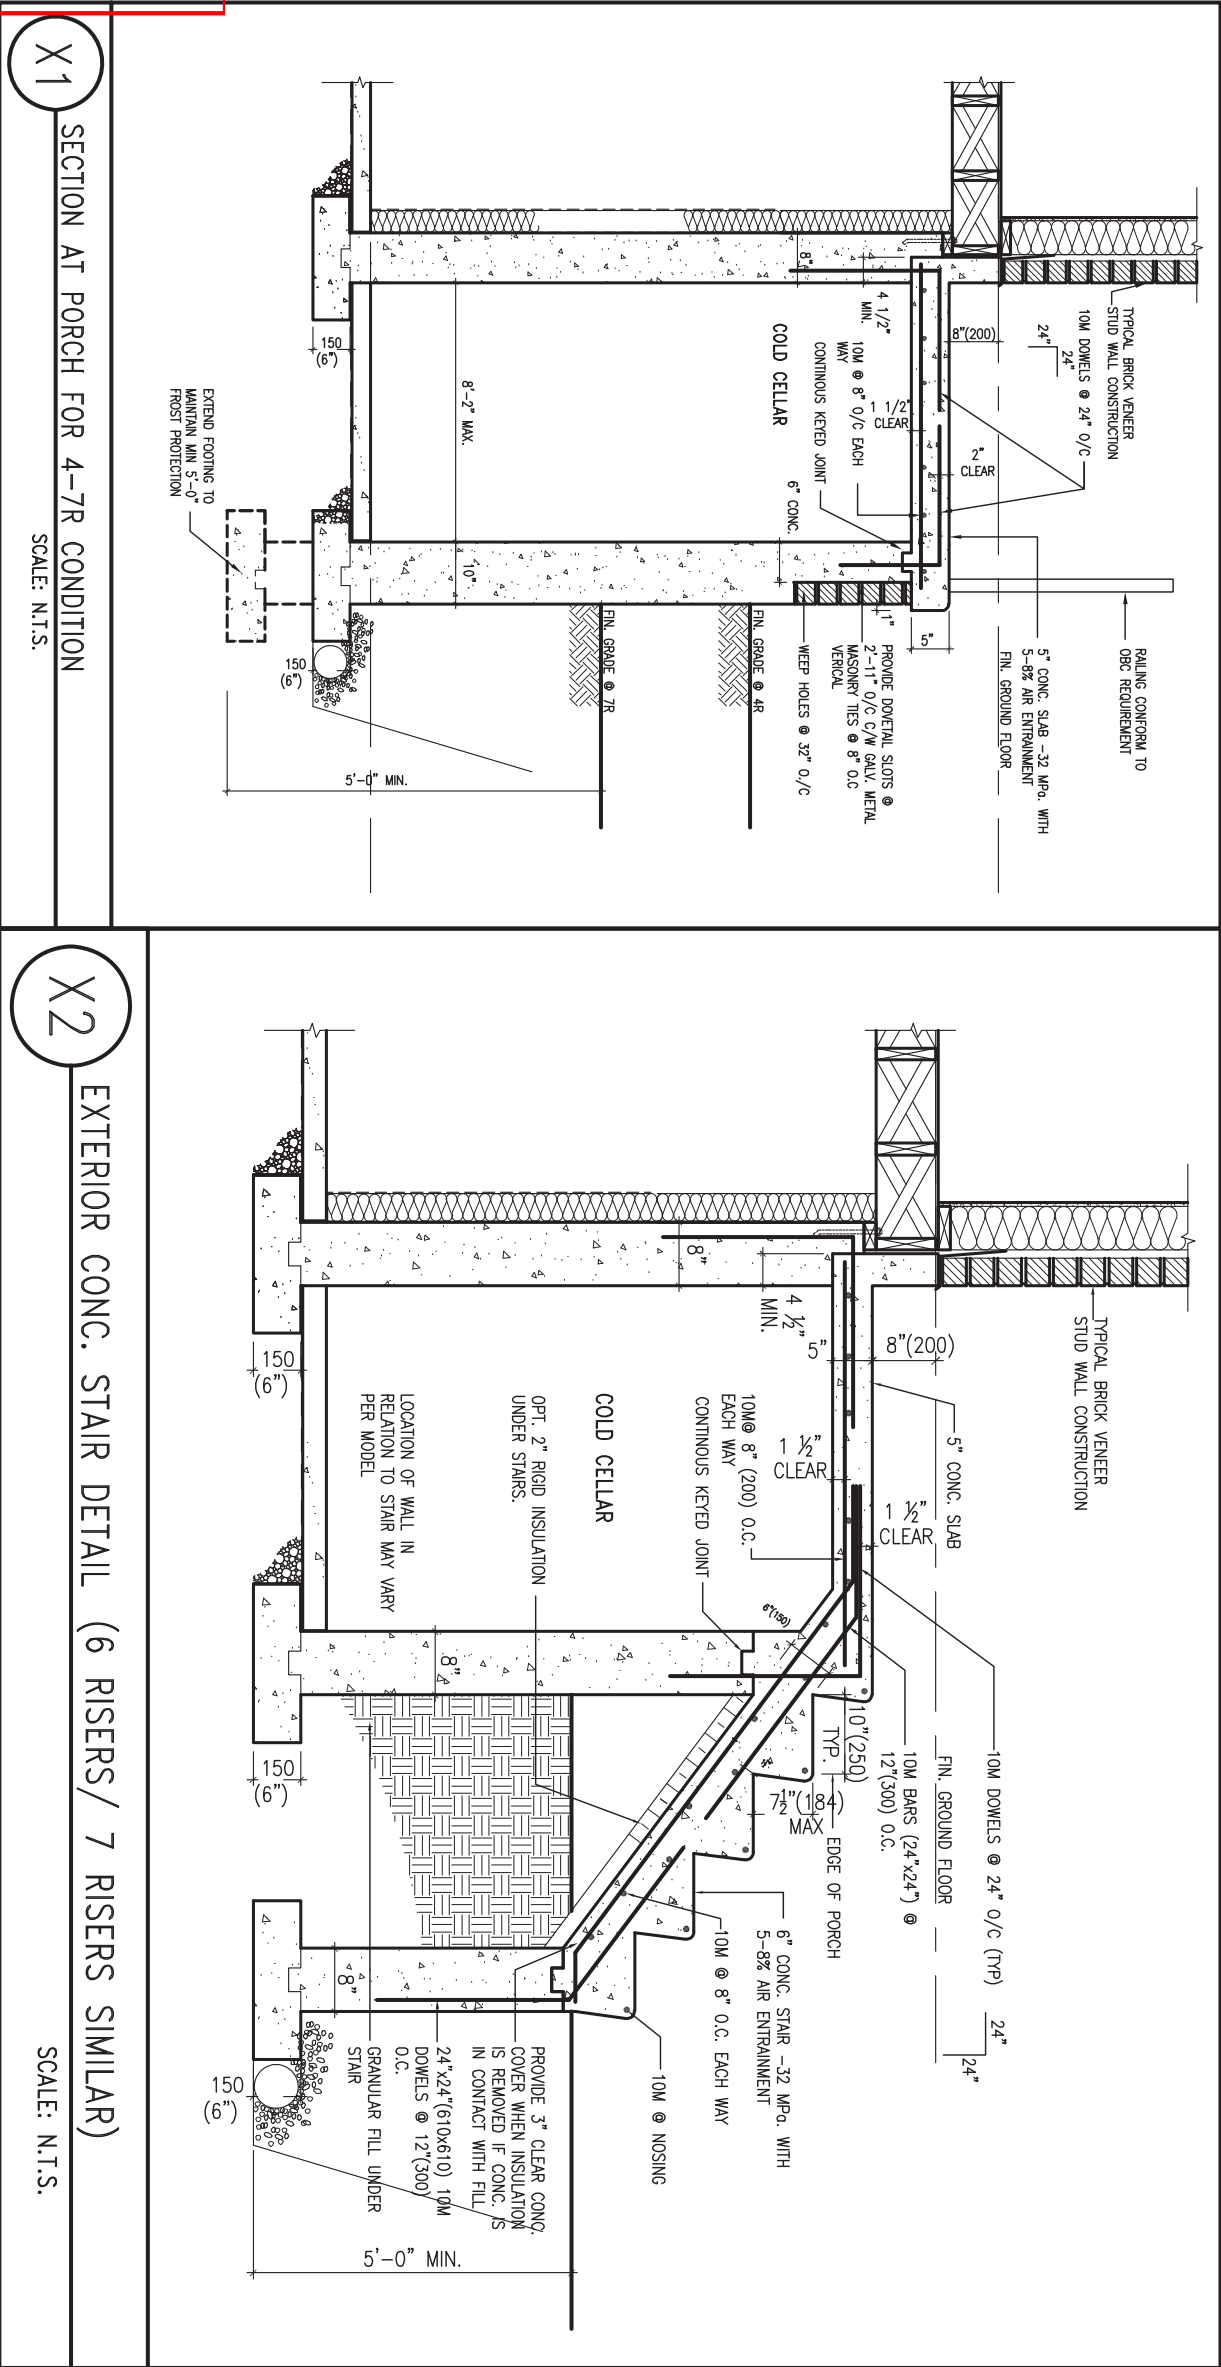 X1
SECTION AT PORCH FOR 4-7R CONDITION
SCALE: N.T.S.
TYPICAL BRICK VENEER
STUD WALL CONSTRUCTION
10M DOWELS @ 24" O/C
24"
24"
8"(200)
RAILING CONFORM TO
OBC REQUIREMENT
5" CONC. SLAB -32 MPa. WITH
5-8% AIR ENTRAINMENT
FIN. GROUND FLOOR
2"
CLEAR
1 1/2"
CLEAR
5"
1"
8"
4 1/2"
MIN.
10M @ 8" O/C EACH
WAY
CONTINOUS KEYED JOINT
COLD CELLAR
6" CONC.
PROVIDE DOVETAIL SLOTS @
2'-11" O/C C/W GALV. METAL
MASONRY TIES @ 8" O.C
VERICAL
WEEP HOLES @ 32" O./C
FIN. GRADE @ 4R
FIN. GRADE @ 7R
8'-2" MAX.
10"
150
(6")
150
(6")
5'-0" MIN.
EXTEND FOOTING TO
MAINTAIN MIN 5'-0"
FROST PROTECTION
X2
EXTERIOR CONC. STAIR DETAIL (6 RISERS/ 7 RISERS SIMILAR)
SCALE: N.T.S.
TYPICAL BRICK VENEER
STUD WALL CONSTRUCTION
10M DOWELS @ 24" O/C (TYP)
24"
24"
FIN. GROUND FLOOR
5" CONC. SLAB
8"(200)
1 ½"
CLEAR
10M BARS (24"x24") @
12"(300) O.C.
5"
10"(250)
TYP.
EDGE OF PORCH
8"
4 ½"
MIN.
1 ½"
CLEAR
7½"(184)
MAX
10M@ 8" (200) O.C.
EACH WAY
CONTINOUS KEYED JOINT
6"(150)
6" CONC. STAIR -32 MPa. WITH
5-8% AIR ENTRAINMENT
10M @ 8" O.C. EACH WAY
10M @ NOSING
COLD CELLAR
OPT. 2" RIGID INSULATION
UNDER STAIRS.
LOCATION OF WALL IN
RELATION TO STAIR MAY VARY
PER MODEL
8"
8"
PROVIDE 3" CLEAR CONC.
COVER WHEN INSULATION
IS REMOVED IF CONC. IS
IN CONTACT WITH FILL
24"x24"(610x610) 10M
DOWELS @ 12"(300)
O.C.
GRANULAR FILL UNDER
STAIR
150
(6")
150
(6")
150
(6")
5'-0" MIN.